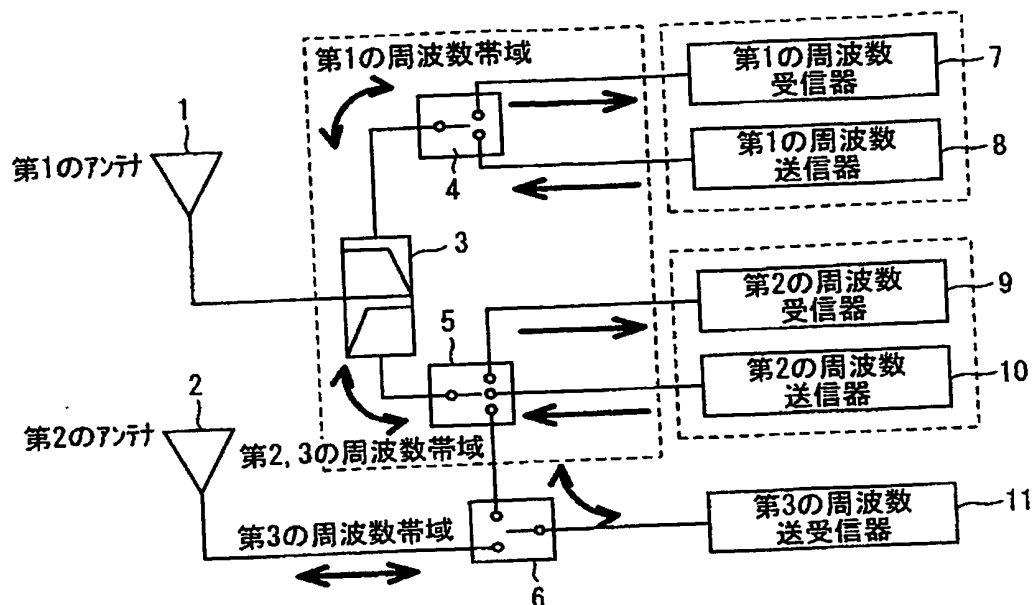 第1の周波数帯域
1
第1のアンテナ
4
第1の周波数
受信器
7
第1の周波数
送信器
8
3
5
第2の周波数
受信器
9
第2の周波数
送信器
10
2
第2のアンテナ
第2,3の周波数帯域
第3の周波数帯域
6
第3の周波数
送受信器
11